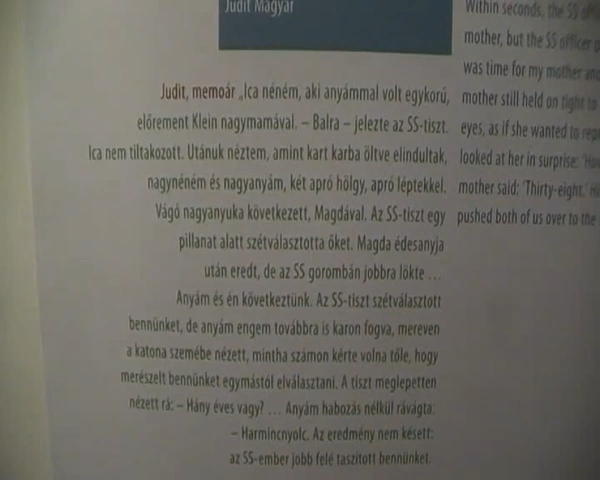 Judit Magyar
Judit, memoár „Ica néném, aki anyámmal volt egykorú,
előrement Klein nagymamával. – Balra – jelezte az SS-tiszt.
Ica nem tiltakozott. Utánuk néztem, amint kart karba öltve elindultak,
nagynéném és nagyanyám, két apró hölgy, apró léptekkel.
Vágó nagyanyuka következett, Magdával. Az SS-tiszt egy
pillanat alatt szétválasztotta őket. Magda édesanyja
után eredt, de az SS gorombán jobbra lökte ...
Anyám és én következtünk. Az SS-tiszt szétválasztott
bennünket, de anyám engem továbbra is karon fogva, mereven
a katona szemébe nézett, mintha számon kérte volna tőle, hogy
merészelt bennünket egymástól elválasztani. A tiszt meglepetten
nézett rá: – Hány éves vagy? ... Anyám habozás nélkül rávágta:
– Harmincnyolc. Az eredmény nem késett:
az SS-ember jobb felé taszított bennünket.
Within seconds, the SS
mother, but the SS officer
was time for my mother and
mother still held on tight to
eyes, as if she wanted to
looked at her in surprise:
mother said: 'Thirty-eight.'
pushed both of us over to the